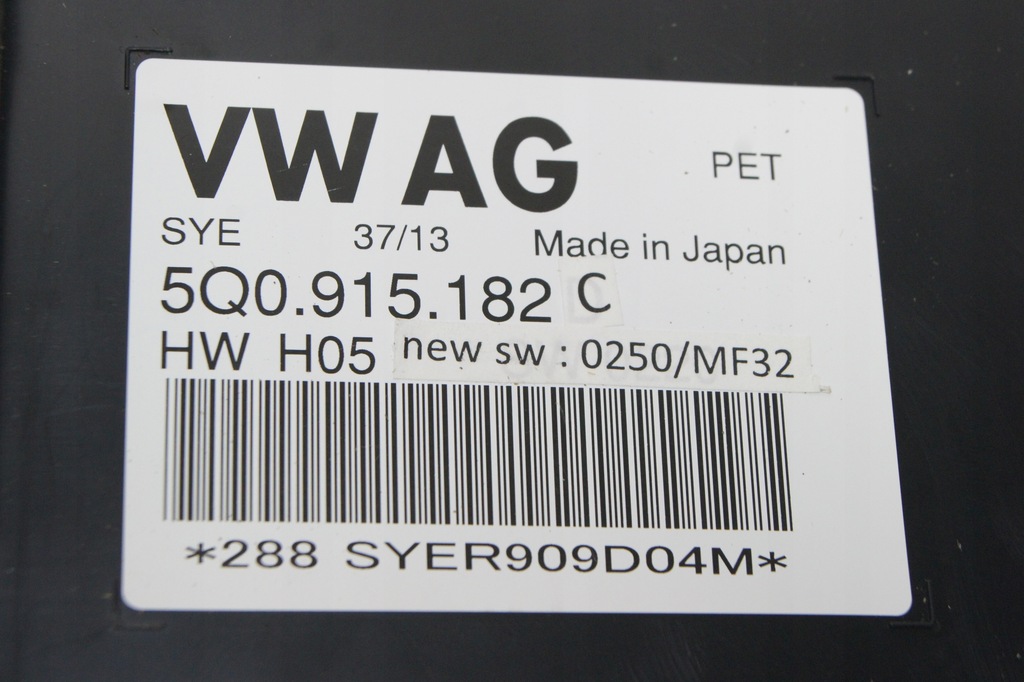 VW AG
PET
SYE 37/13 Made in Japan
5Q0.915.182 C
HW H05 new sw : 0250/MF32
*288 SYER909D04M*